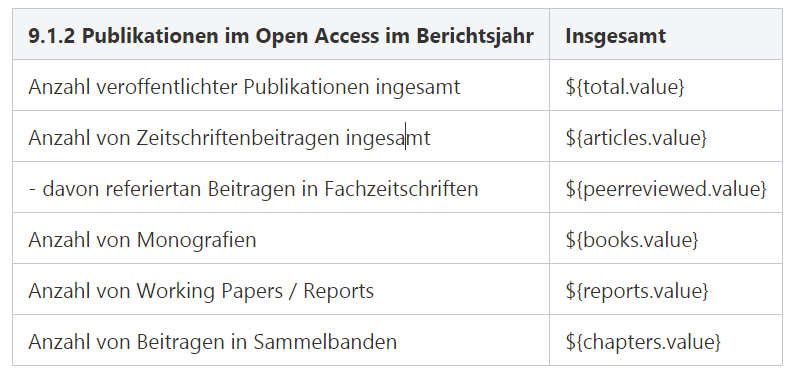 9.1.2 Publikationen im Open Access im Berichtsjahr Insgesamt
Anzahl veroffentlichter Publikationen ingesamt ${total.value}
Anzahl von Zeitschriftenbeitragen ingesamt ${articles.value}
- davon referiertan Beitragen in Fachzeitschriften ${peerreviewed.value}
Anzahl von Monografien ${books.value}
Anzahl von Working Papers / Reports ${reports.value}
Anzahl von Beitragen in Sammelbanden ${chapters.value}